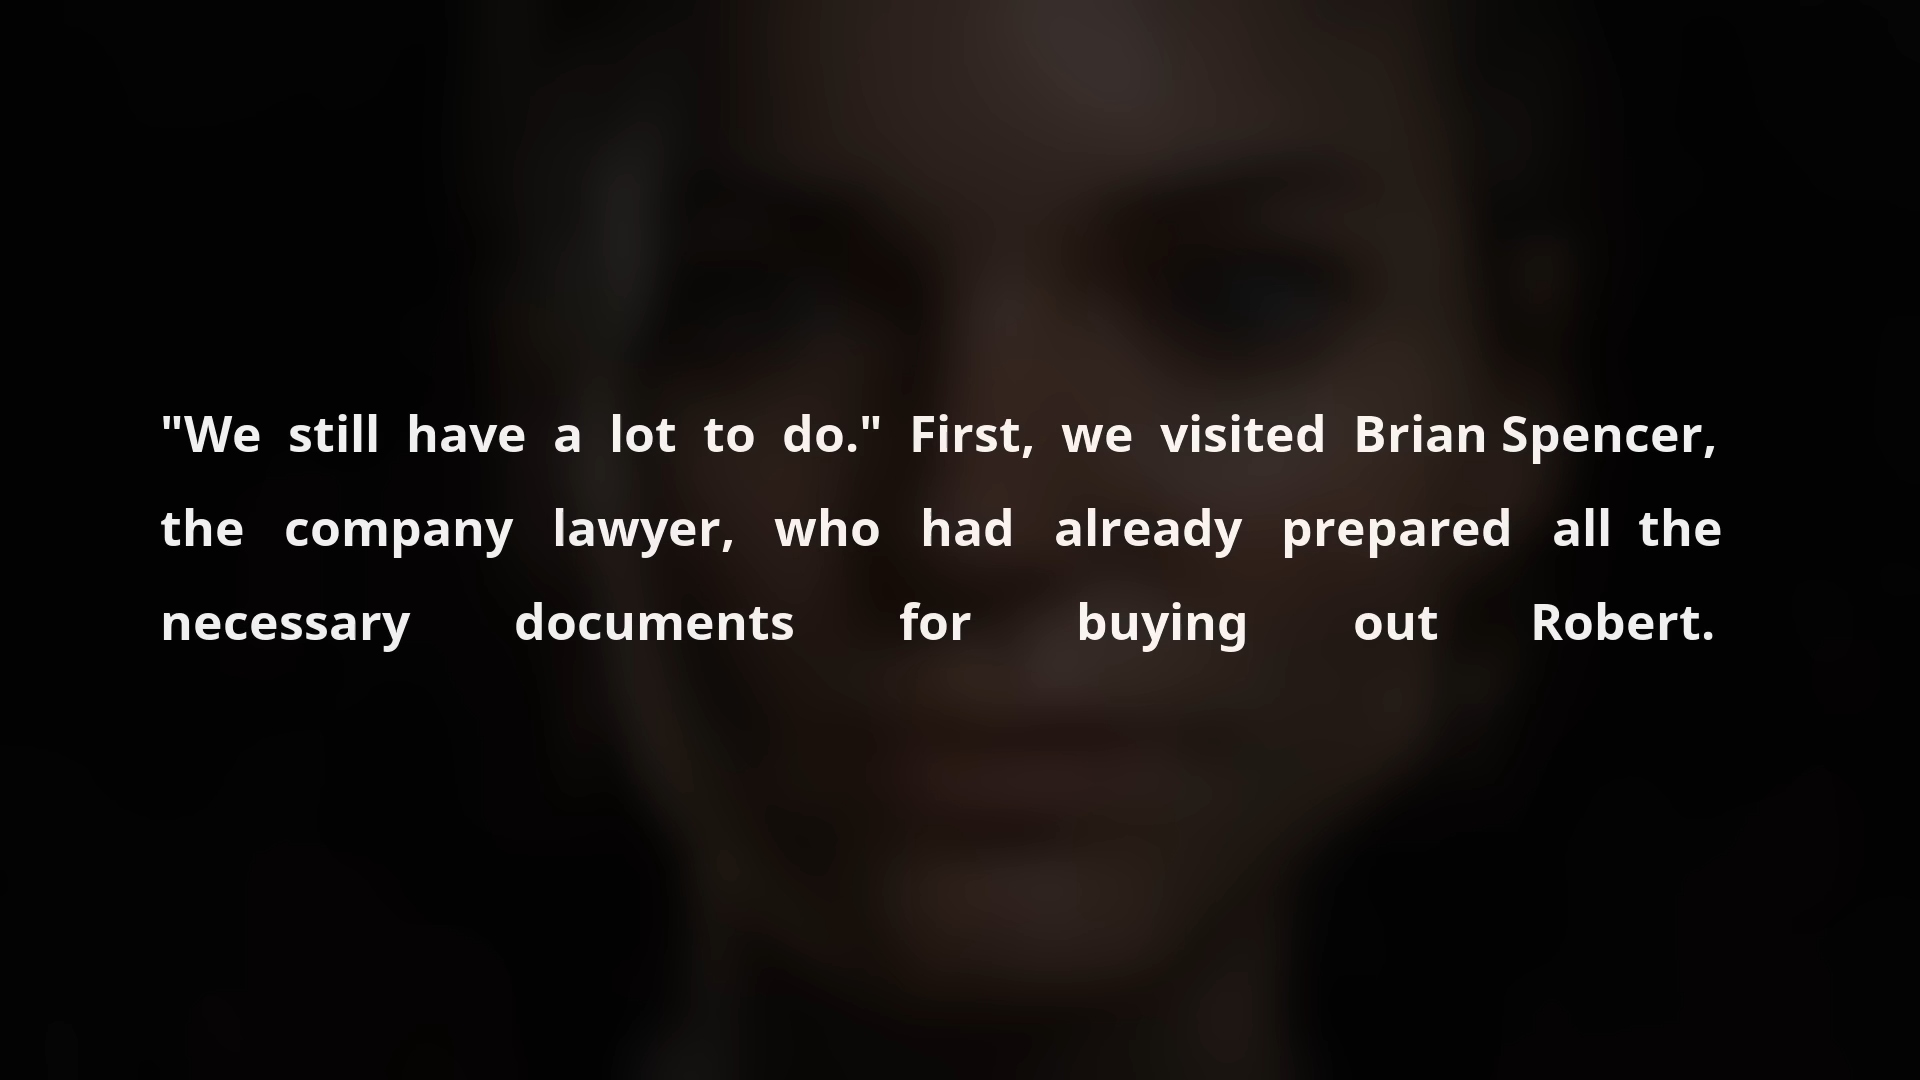 "We still have a lot to do." First, we visited Brian Spencer,
the company lawyer, who had already prepared all the
necessary documents for buying out Robert.